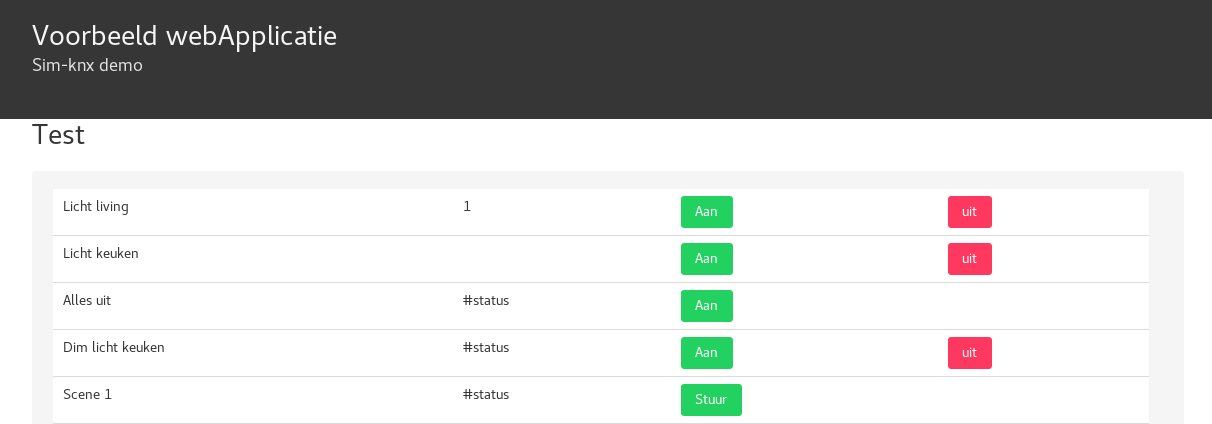 Voorbeeld webApplicatie
Sim-knx demo
Test
Licht living 1 Aan uit
Licht keuken Aan uit
Alles uit #status Aan
Dim licht keuken #status Aan uit
Scene 1 #status Stuur